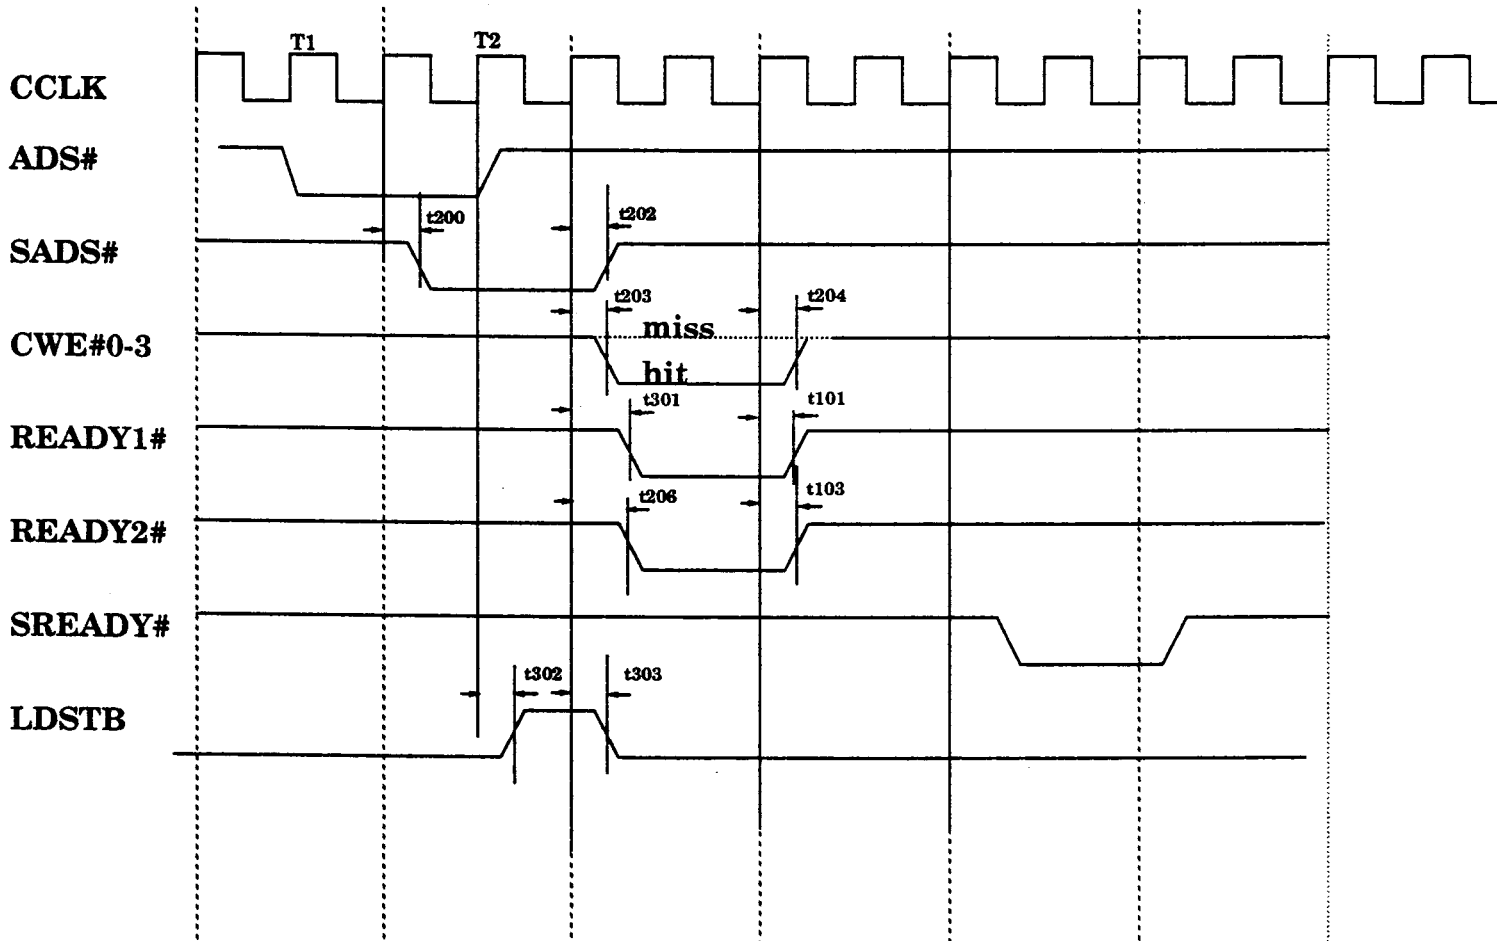 T1
T2
CCLK
ADS#
t200
t202
SADS#
t203
t204
miss
CWE#0-3
hit
t301
t101
READY1#
t206
t103
READY2#
SREADY#
t302
t303
LDSTB